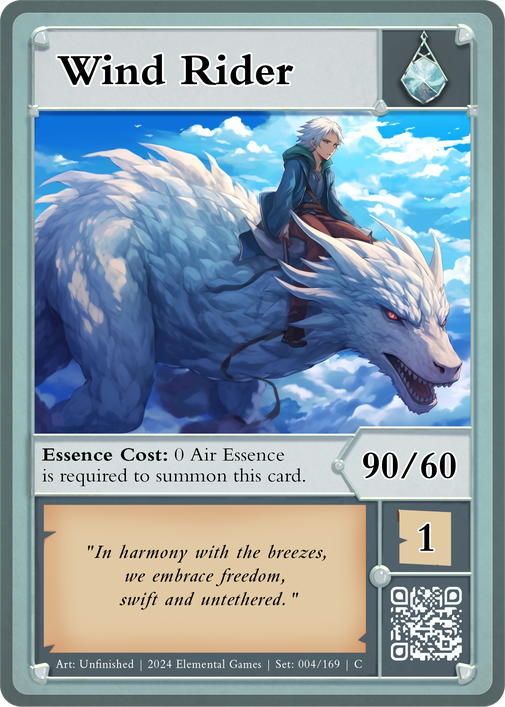 Wind Rider
Essence Cost: 0 Air Essence
is required to summon this card.
90/60
"In harmony with the breezes,
we embrace freedom,
swift and untethered."
1
Art: Unfinished | 2024 Elemental Games | Set: 004/169 | C